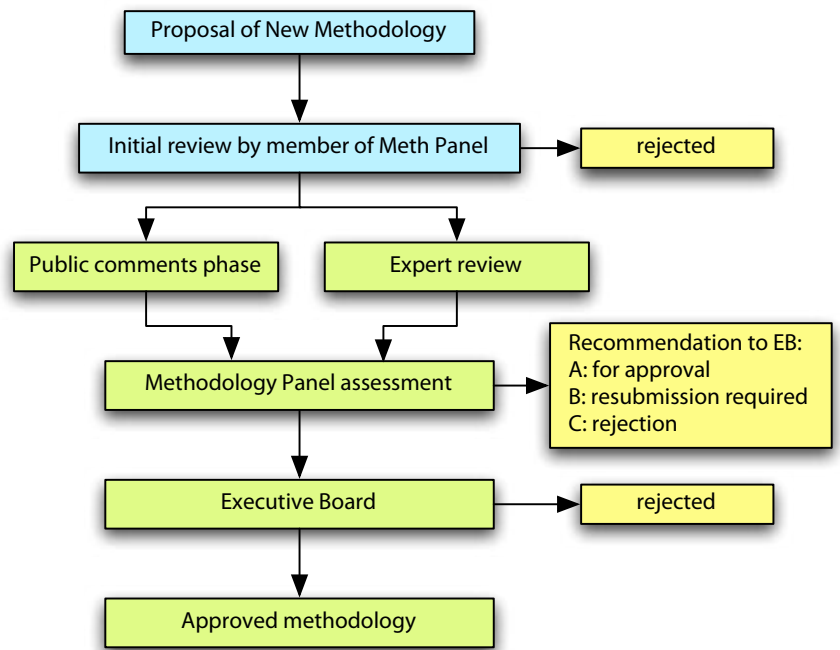 Proposal of New Methodology
Initial review by member of Meth Panel
rejected
Public comments phase
Expert review
Methodology Panel assessment
Recommendation to EB:
A: for approval
B: resubmission required
C: rejection
Executive Board
rejected
Approved methodology